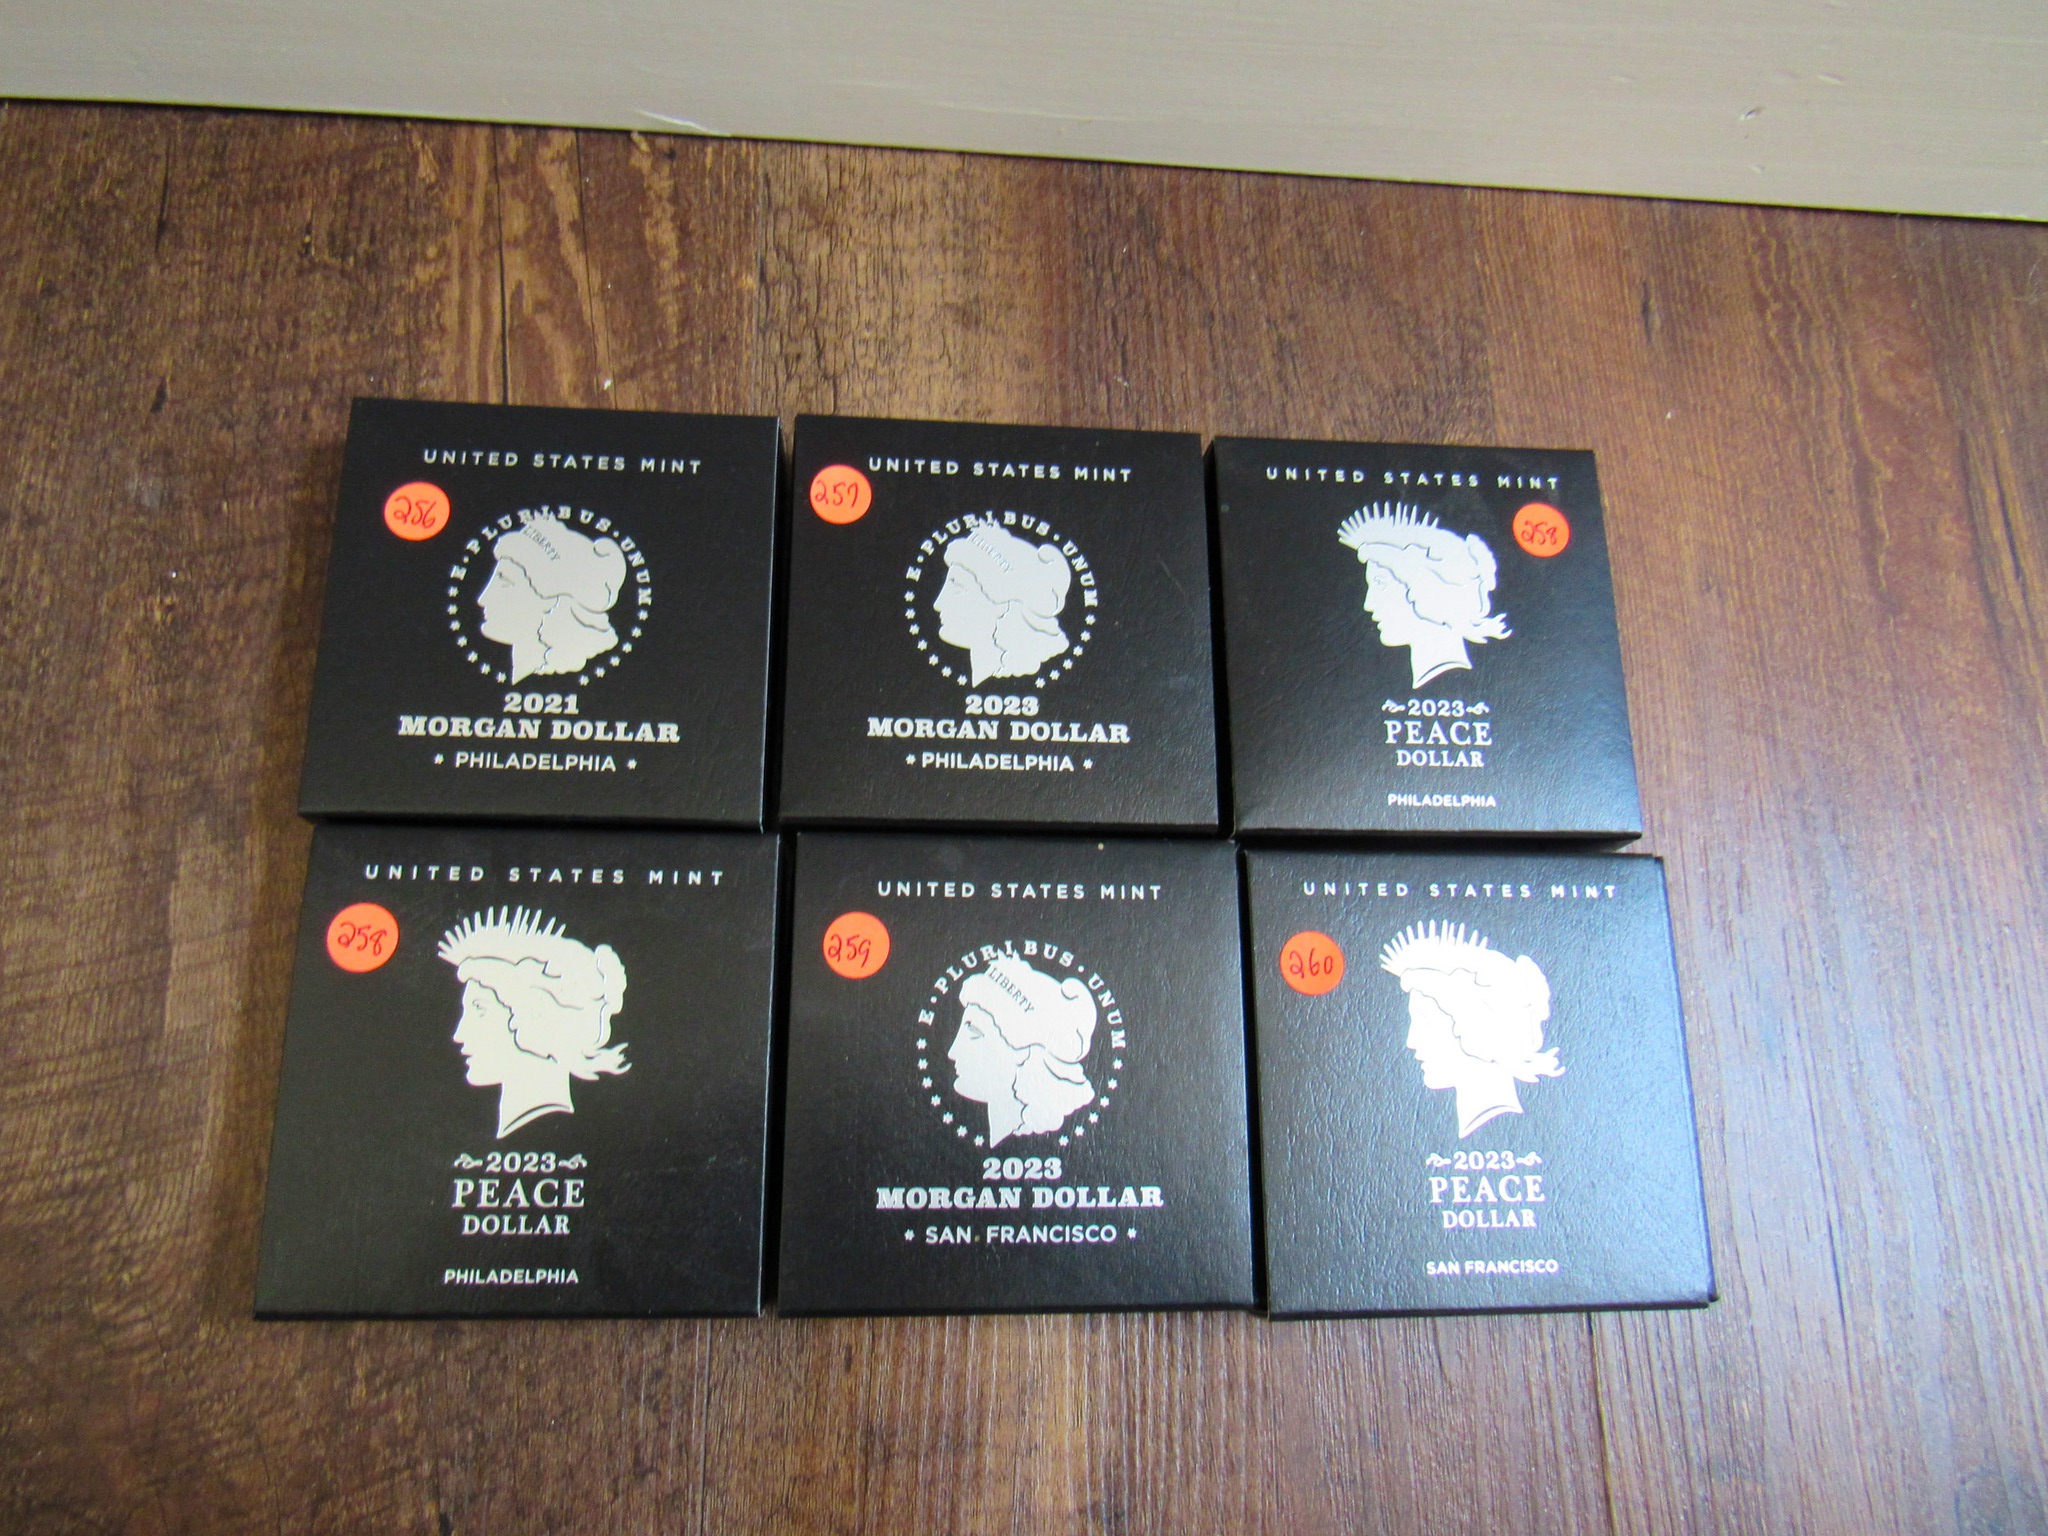 UNITED STATES MINT
256
E·PLURIBUS·UNUM
LIBERTY
2021
MORGAN DOLLAR
* PHILADELPHIA *
UNITED STATES MINT
257
E·PLURIBUS·UNUM
LIBERTY
2023
MORGAN DOLLAR
* PHILADELPHIA *
UNITED STATES MINT
258
2023
PEACE
DOLLAR
PHILADELPHIA
UNITED STATES MINT
258
2023
PEACE
DOLLAR
PHILADELPHIA
UNITED STATES MINT
259
E·PLURIBUS·UNUM
LIBERTY
2023
MORGAN DOLLAR
* SAN FRANCISCO *
UNITED STATES MINT
260
2023
PEACE
DOLLAR
SAN FRANCISCO